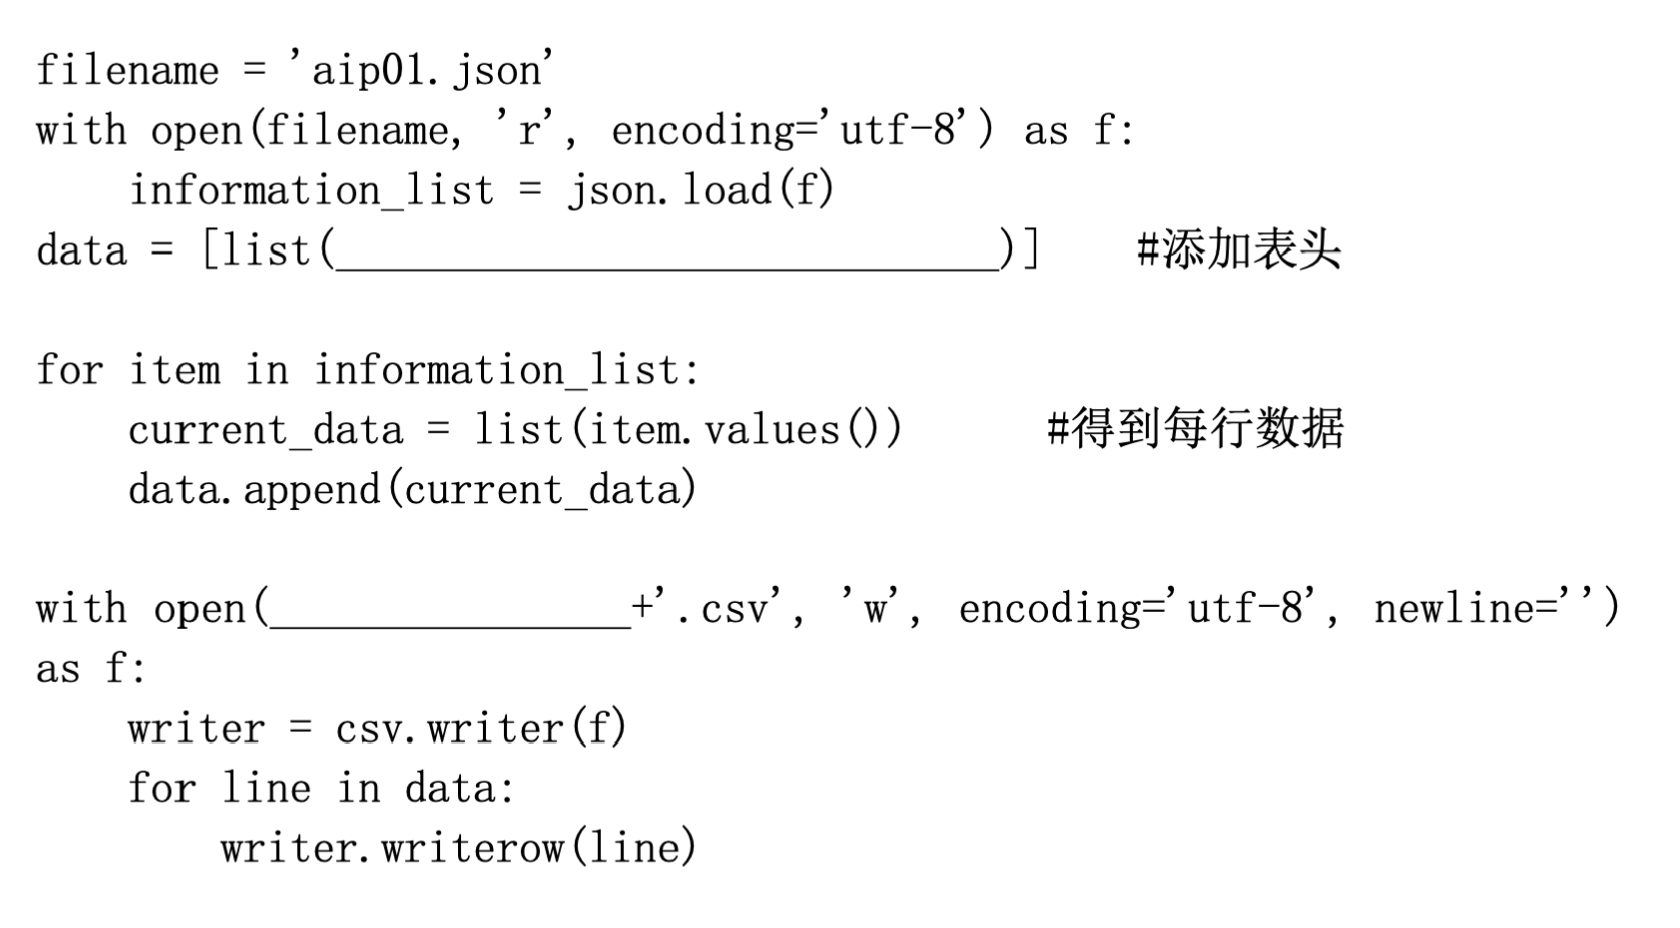 filename = 'aip01.json'
with open(filename, 'r', encoding='utf-8') as f:
    information_list = json.load(f)
data = [list(____________________________)]    #添加表头

for item in information_list:
    current_data = list(item.values())      #得到每行数据
    data.append(current_data)

with open(_______________+'.csv', 'w', encoding='utf-8', newline='')
as f:
    writer = csv.writer(f)
    for line in data:
        writer.writerow(line)